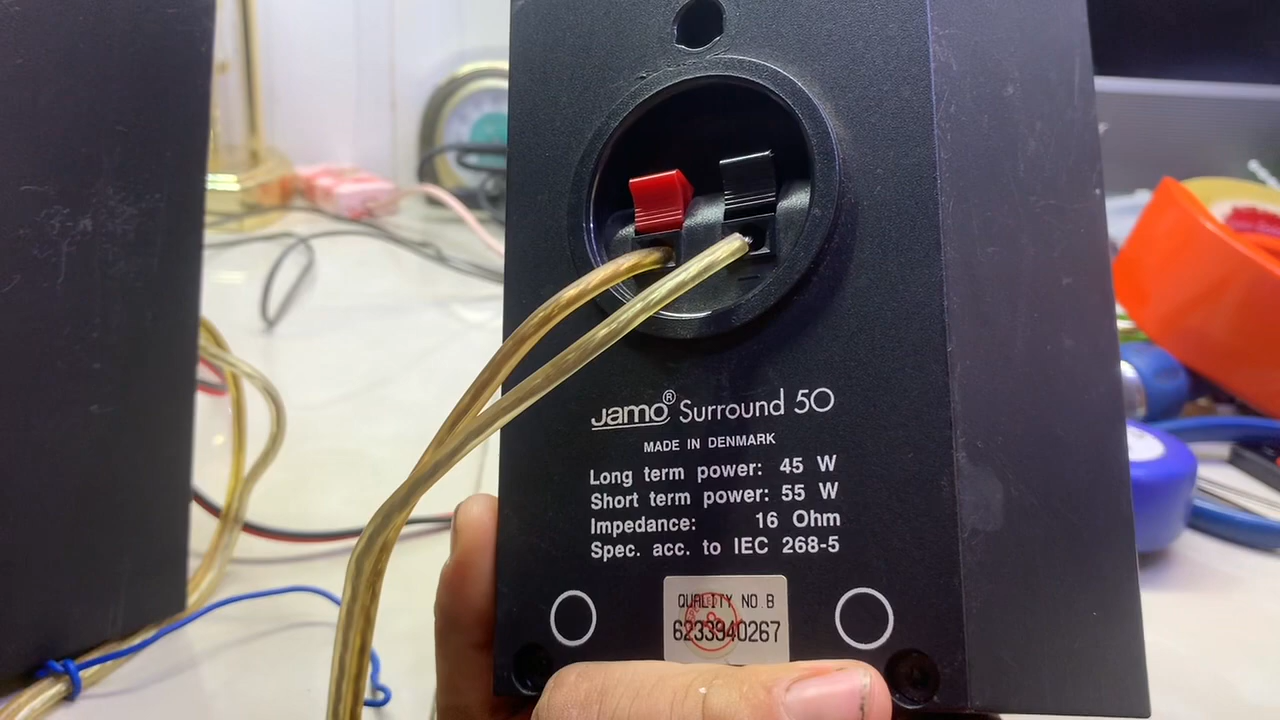 Jamo® Surround 50
MADE IN DENMARK
Long term power: 45 W
Short term power: 55 W
Impedance: 16 Ohm
Spec. acc. to IEC 268-5
QUALITY NO.B
6233940267